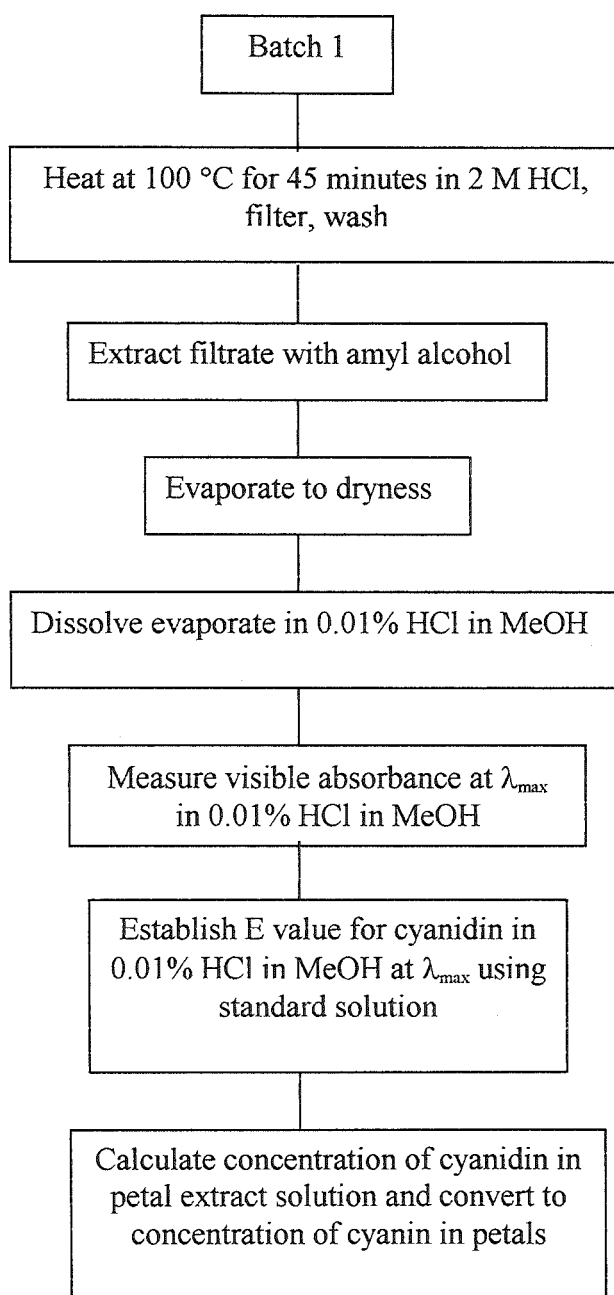 Batch 1
Heat at 100 °C for 45 minutes in 2 M HCl,
filter, wash
Extract filtrate with amyl alcohol
Evaporate to dryness
Dissolve evaporate in 0.01% HCl in MeOH
Measure visible absorbance at λmax
in 0.01% HCl in MeOH
Establish E value for cyanidin in
0.01% HCl in MeOH at λmax using
standard solution
Calculate concentration of cyanidin in
petal extract solution and convert to
concentration of cyanin in petals